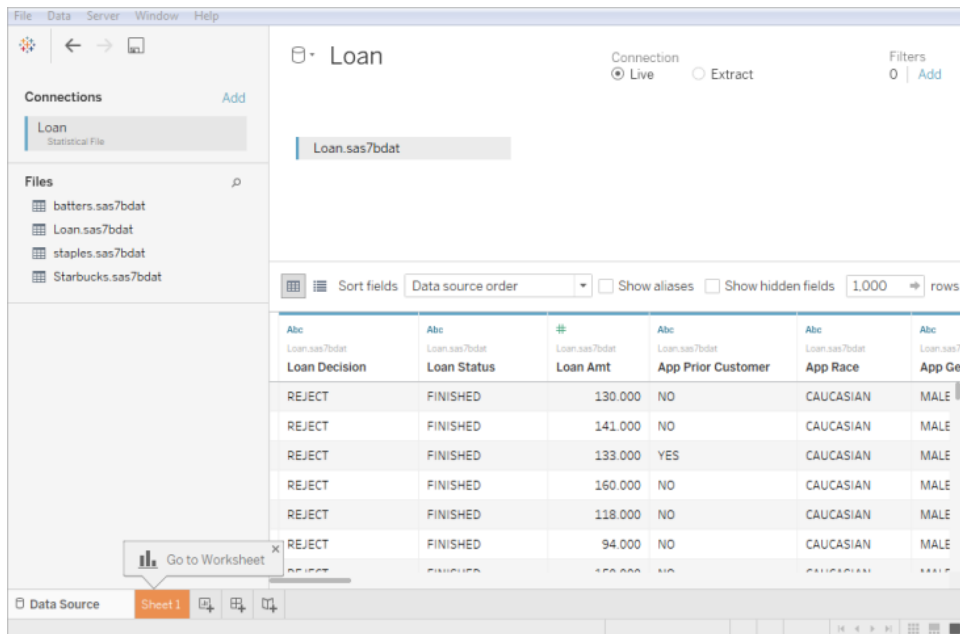 File Data Server Window Help
Connections Add
Loan
Statistical File
Files
batters.sas7bdat
Loan.sas7bdat
staples.sas7bdat
Starbucks.sas7bdat
Loan
Connection
Live Extract
Filters
0 Add
Loan.sas7bdat
Sort fields Data source order Show aliases Show hidden fields 1,000 rows
Abc Abc # Abc Abc Abc
Loan.sas7bdat Loan.sas7bdat Loan.sas7bdat Loan.sas7bdat Loan.sas7bdat
Loan Decision Loan Status Loan Amt App Prior Customer App Race App Ge
REJECT FINISHED 130.000 NO CAUCASIAN MALE
REJECT FINISHED 141.000 NO CAUCASIAN MALE
REJECT FINISHED 133.000 YES CAUCASIAN MALE
REJECT FINISHED 160.000 NO CAUCASIAN MALE
REJECT FINISHED 118.000 NO CAUCASIAN MALE
REJECT FINISHED 94.000 NO CAUCASIAN MALE
Go to Worksheet
Data Source Sheet 1